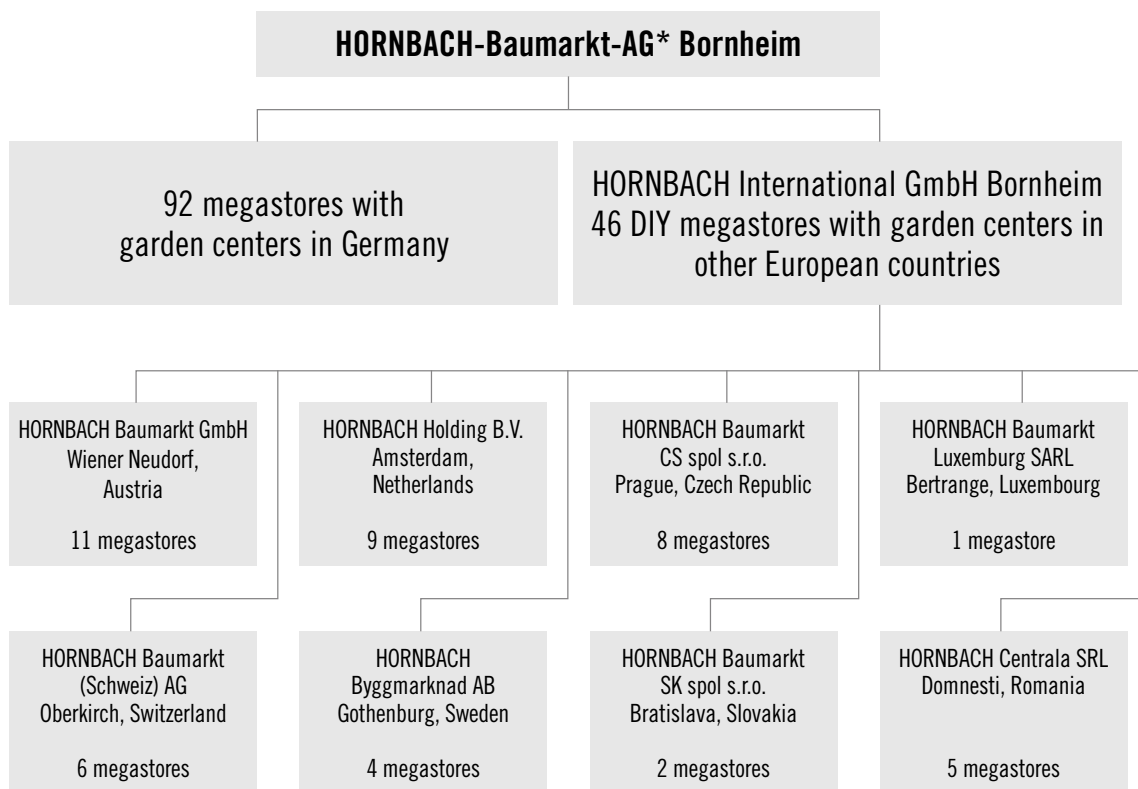 HORNBACH-Baumarkt-AG* Bornheim
92 megastores with
garden centers in Germany
HORNBACH International GmbH Bornheim
46 DIY megastores with garden centers in
other European countries
HORNBACH Baumarkt GmbH
Wiener Neudorf,
Austria
11 megastores
HORNBACH Holding B.V.
Amsterdam,
Netherlands
9 megastores
HORNBACH Baumarkt
CS spol s.r.o.
Prague, Czech Republic
8 megastores
HORNBACH Baumarkt
Luxemburg SARL
Bertrange, Luxembourg
1 megastore
HORNBACH Baumarkt
(Schweiz) AG
Oberkirch, Switzerland
6 megastores
HORNBACH
Byggmarknad AB
Gothenburg, Sweden
4 megastores
HORNBACH Baumarkt
SK spol s.r.o.
Bratislava, Slovakia
2 megastores
HORNBACH Centrala SRL
Domnesti, Romania
5 megastores